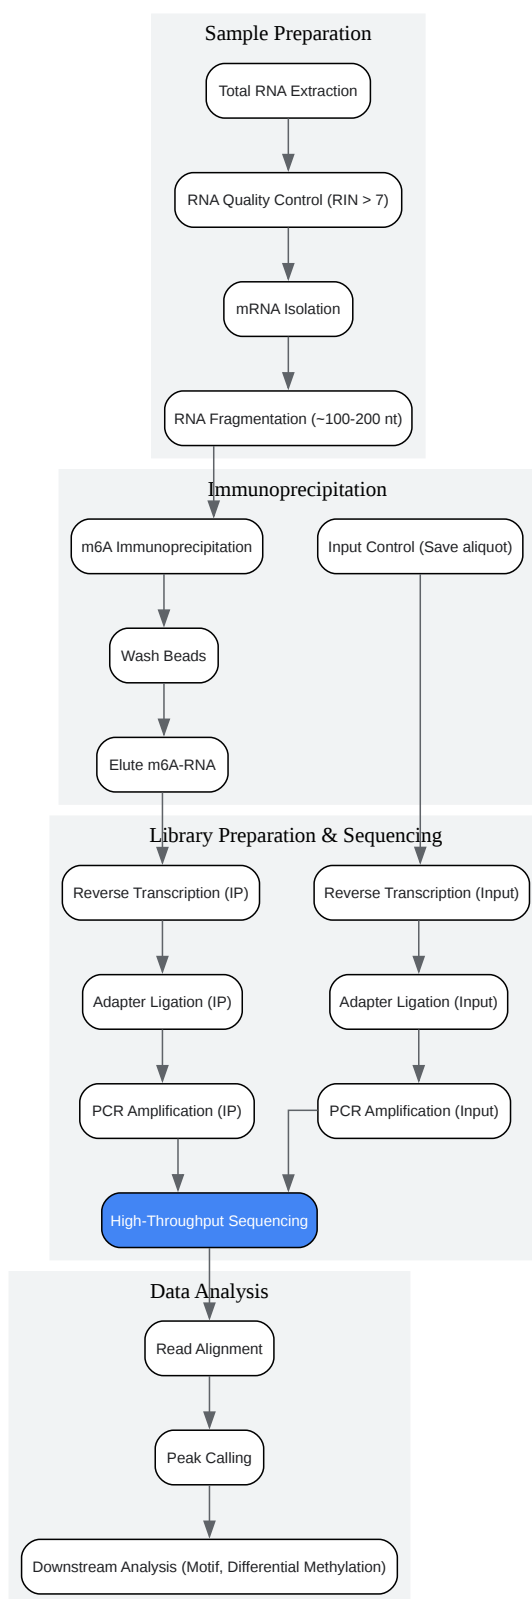 Sample Preparation
Total RNA Extraction
RNA Quality Control (RIN > 7)
mRNA Isolation
RNA Fragmentation (~100-200 nt)
Immunoprecipitation
m6A Immunoprecipitation
Input Control (Save aliquot)
Wash Beads
Elute m6A-RNA
Library Preparation & Sequencing
Reverse Transcription (IP)
Reverse Transcription (Input)
Adapter Ligation (IP)
Adapter Ligation (Input)
PCR Amplification (IP)
PCR Amplification (Input)
High-Throughput Sequencing
Data Analysis
Read Alignment
Peak Calling
Downstream Analysis (Motif, Differential Methylation)